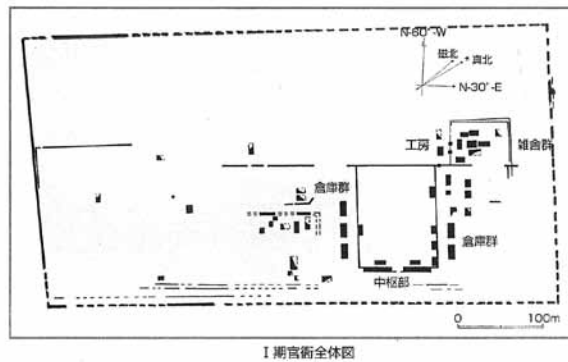 N-60°-W
磁北
真北
N-30°-E
工房
雑舎群
倉庫群
倉庫群
中枢部
0 100m
Ⅰ期官衙全体図